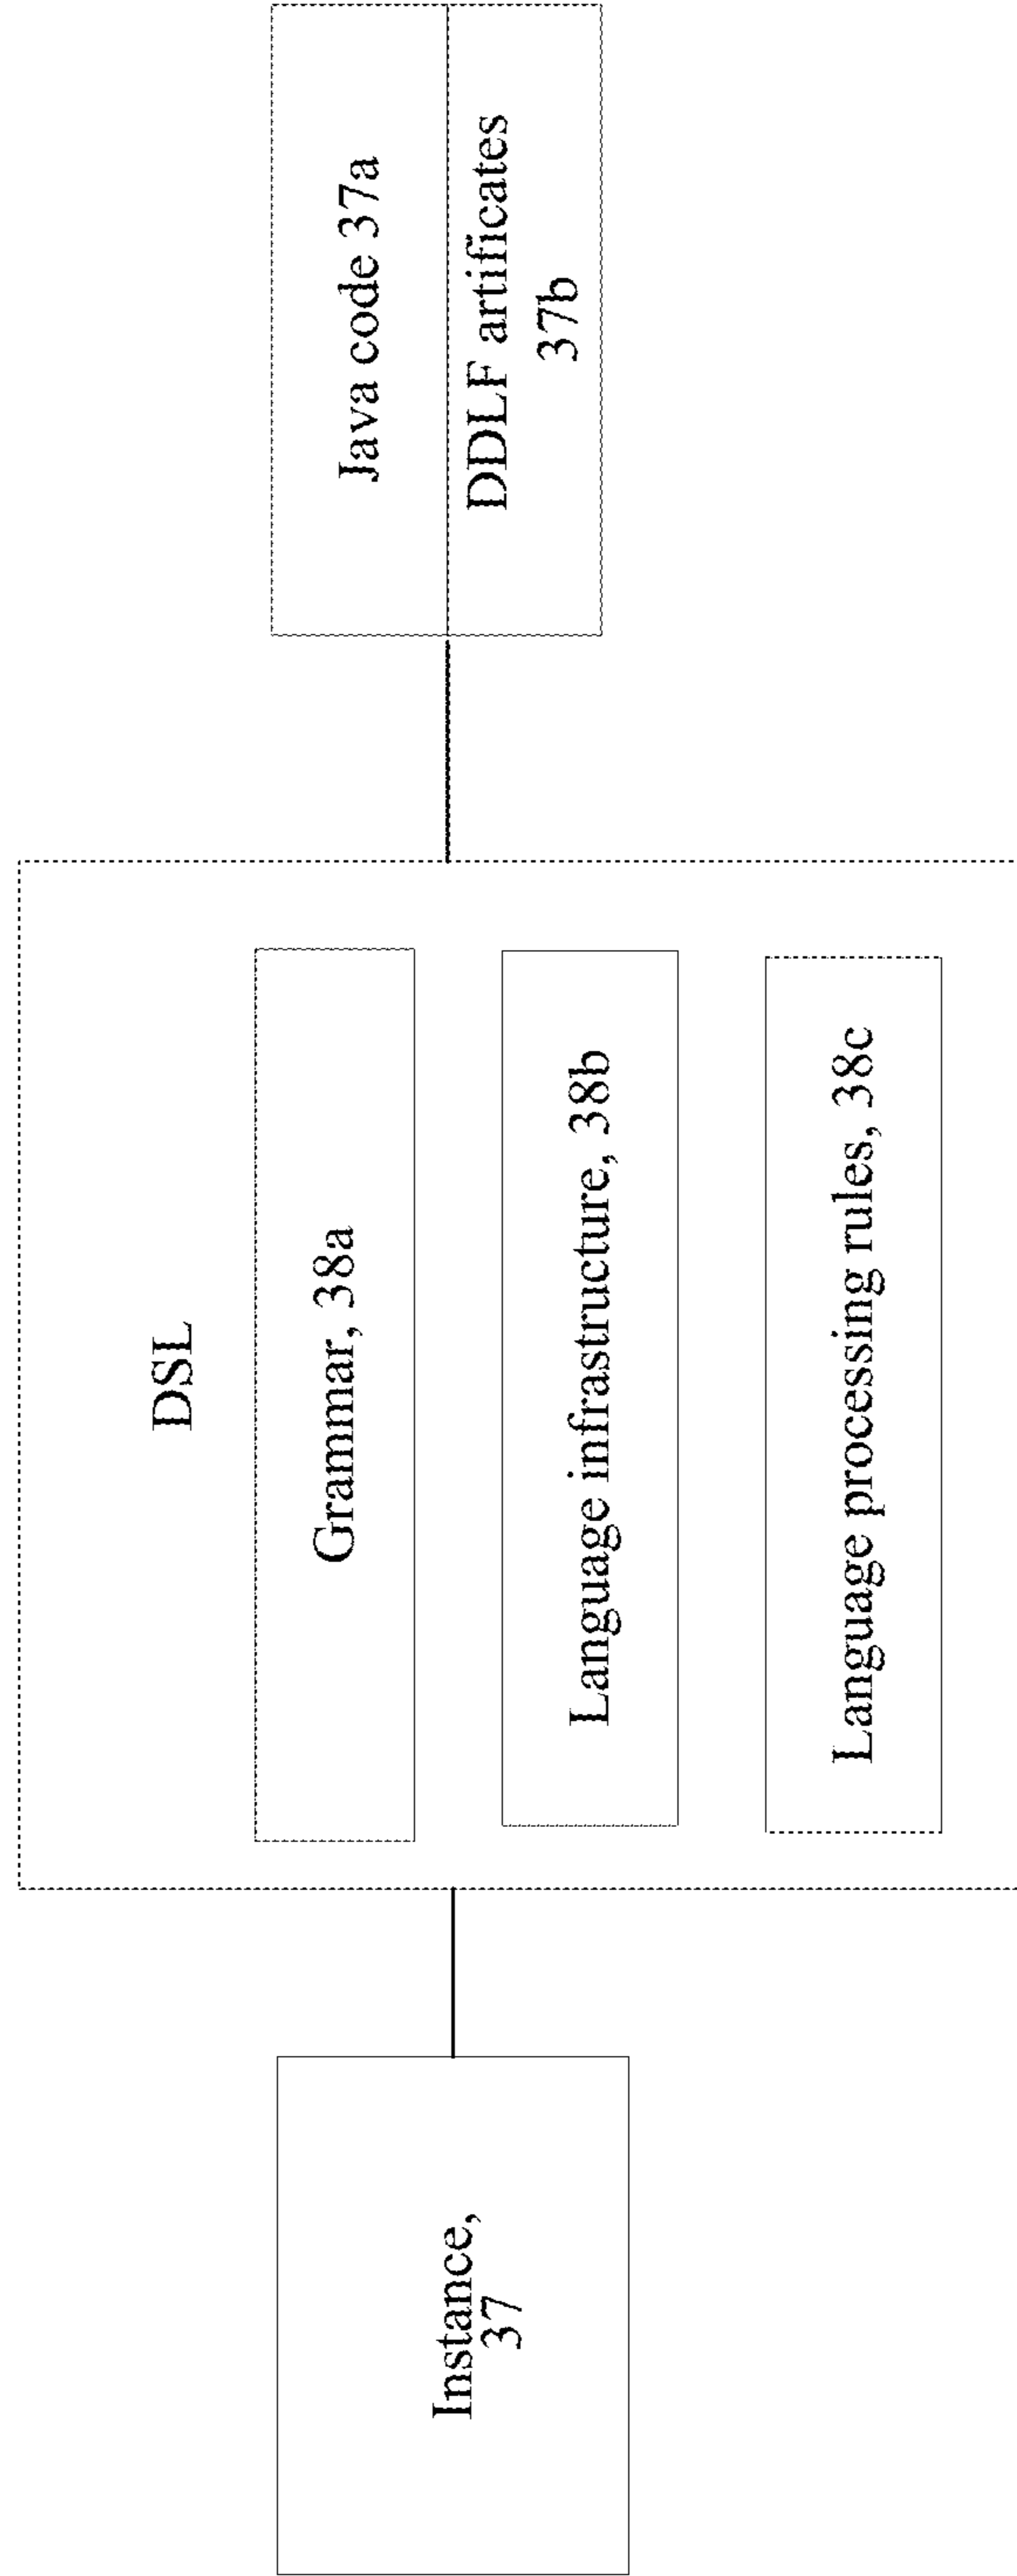 Instance,
37
DSL
Grammar, 38a
Language infrastructure, 38b
Language processing rules, 38c
Java code 37a
DDLF artificates
37b